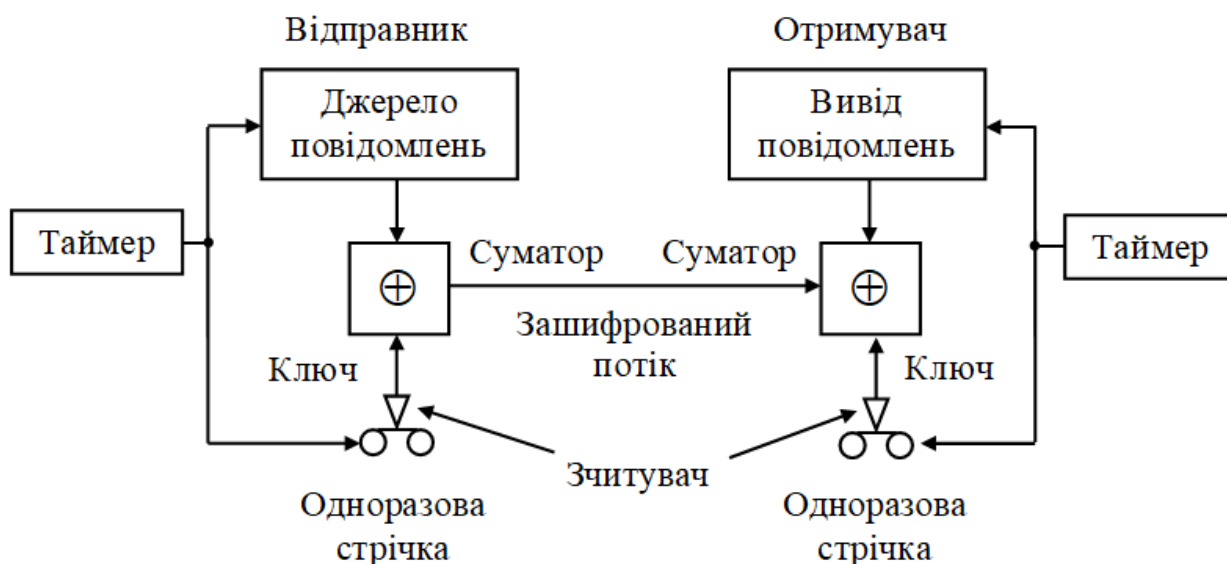 Відправник
Отримувач
Джерело
повідомлень
Вивід
повідомлень
Таймер
Таймер
Суматор
Суматор
Зашифрований
потік
Ключ
Ключ
Зчитувач
Одноразова
стрічка
Одноразова
стрічка